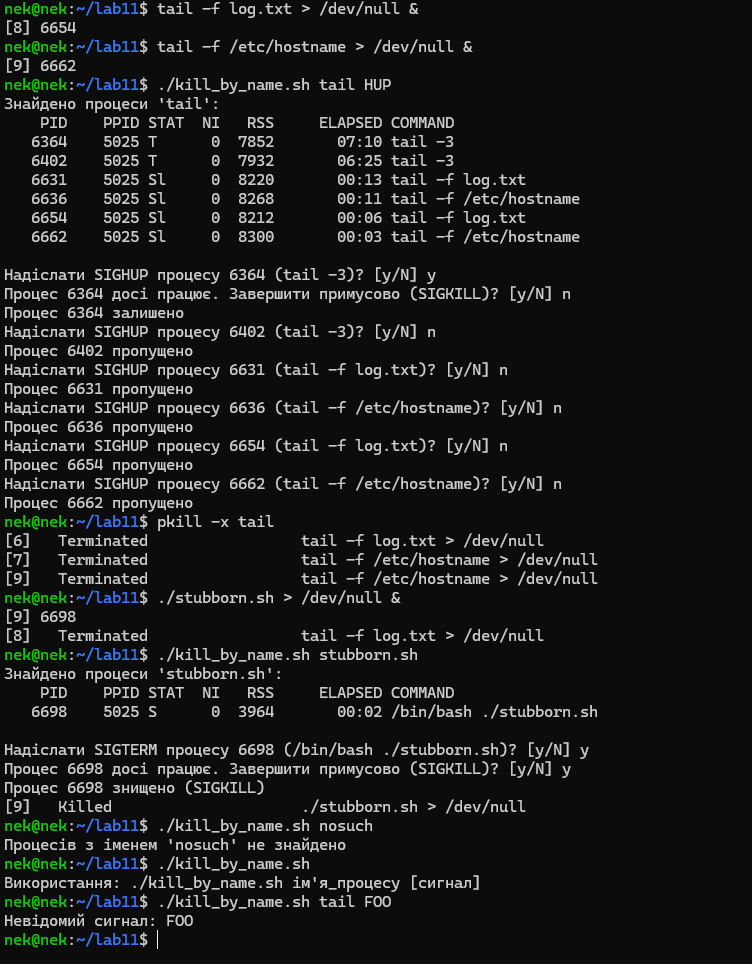 nek@nek:~/lab11$ tail -f log.txt > /dev/null &
[8] 6654
nek@nek:~/lab11$ tail -f /etc/hostname > /dev/null &
[9] 6662
nek@nek:~/lab11$ ./kill_by_name.sh tail HUP
Знайдено процеси 'tail':
    PID    PPID STAT  NI   RSS     ELAPSED COMMAND
   6364    5025 T      0  7852       07:10 tail -3
   6402    5025 T      0  7932       06:25 tail -3
   6631    5025 Sl     0  8220       00:13 tail -f log.txt
   6636    5025 Sl     0  8268       00:11 tail -f /etc/hostname
   6654    5025 Sl     0  8212       00:06 tail -f log.txt
   6662    5025 Sl     0  8300       00:03 tail -f /etc/hostname

Надіслати SIGHUP процесу 6364 (tail -3)? [y/N] y
Процес 6364 досі працює. Завершити примусово (SIGKILL)? [y/N] n
Процес 6364 залишено
Надіслати SIGHUP процесу 6402 (tail -3)? [y/N] n
Процес 6402 пропущено
Надіслати SIGHUP процесу 6631 (tail -f log.txt)? [y/N] n
Процес 6631 пропущено
Надіслати SIGHUP процесу 6636 (tail -f /etc/hostname)? [y/N] n
Процес 6636 пропущено
Надіслати SIGHUP процесу 6654 (tail -f log.txt)? [y/N] n
Процес 6654 пропущено
Надіслати SIGHUP процесу 6662 (tail -f /etc/hostname)? [y/N] n
Процес 6662 пропущено
nek@nek:~/lab11$ pkill -x tail
[6]   Terminated                 tail -f log.txt > /dev/null
[7]   Terminated                 tail -f /etc/hostname > /dev/null
[9]   Terminated                 tail -f /etc/hostname > /dev/null
nek@nek:~/lab11$ ./stubborn.sh > /dev/null &
[9] 6698
[8]   Terminated                 tail -f log.txt > /dev/null
nek@nek:~/lab11$ ./kill_by_name.sh stubborn.sh
Знайдено процеси 'stubborn.sh':
    PID    PPID STAT  NI   RSS     ELAPSED COMMAND
   6698    5025 S      0  3964       00:02 /bin/bash ./stubborn.sh

Надіслати SIGTERM процесу 6698 (/bin/bash ./stubborn.sh)? [y/N] y
Процес 6698 досі працює. Завершити примусово (SIGKILL)? [y/N] y
Процес 6698 знищено (SIGKILL)
[9]   Killed                     ./stubborn.sh > /dev/null
nek@nek:~/lab11$ ./kill_by_name.sh nosuch
Процесів з іменем 'nosuch' не знайдено
nek@nek:~/lab11$ ./kill_by_name.sh
Використання: ./kill_by_name.sh ім'я_процесу [сигнал]
nek@nek:~/lab11$ ./kill_by_name.sh tail FOO
Невідомий сигнал: FOO
nek@nek:~/lab11$